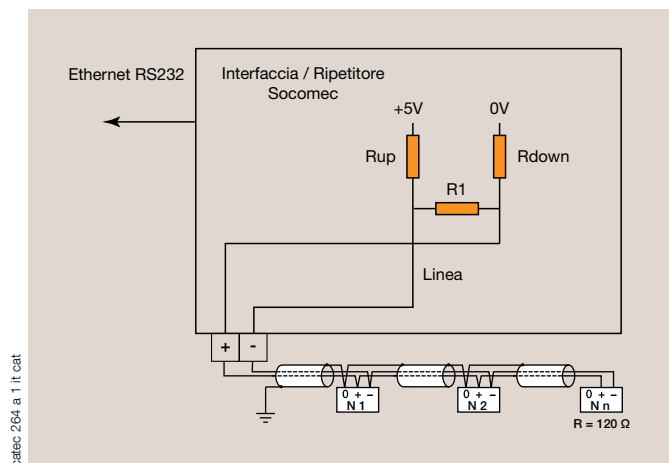 Ethernet RS232
Interfaccia / Ripetitore
Socomec
+5V
0V
Rup
Rdown
R1
Linea
+ -
0 + −
N 1
0 + −
N 2
0 + −
N n
R = 120 Ω
catec 264 a 1 it cat